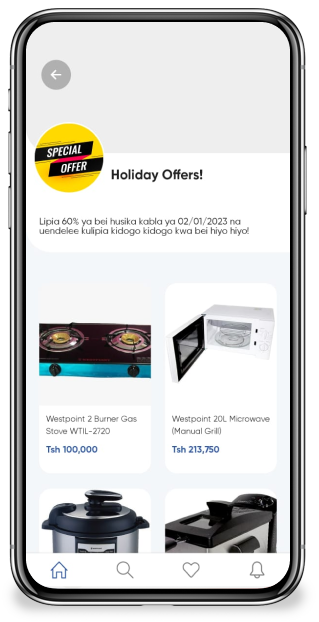 SPECIAL
OFFER
Holiday Offers!
Lipia 60% ya bei husika kabla ya 02/01/2023 na
uendelee kulipia kidogo kidogo kwa bei hiyo hiyo!
Westpoint 2 Burner Gas
Stove WTIL-2720
Tsh 100,000
Westpoint 20L Microwave
(Manual Grill)
Tsh 213,750